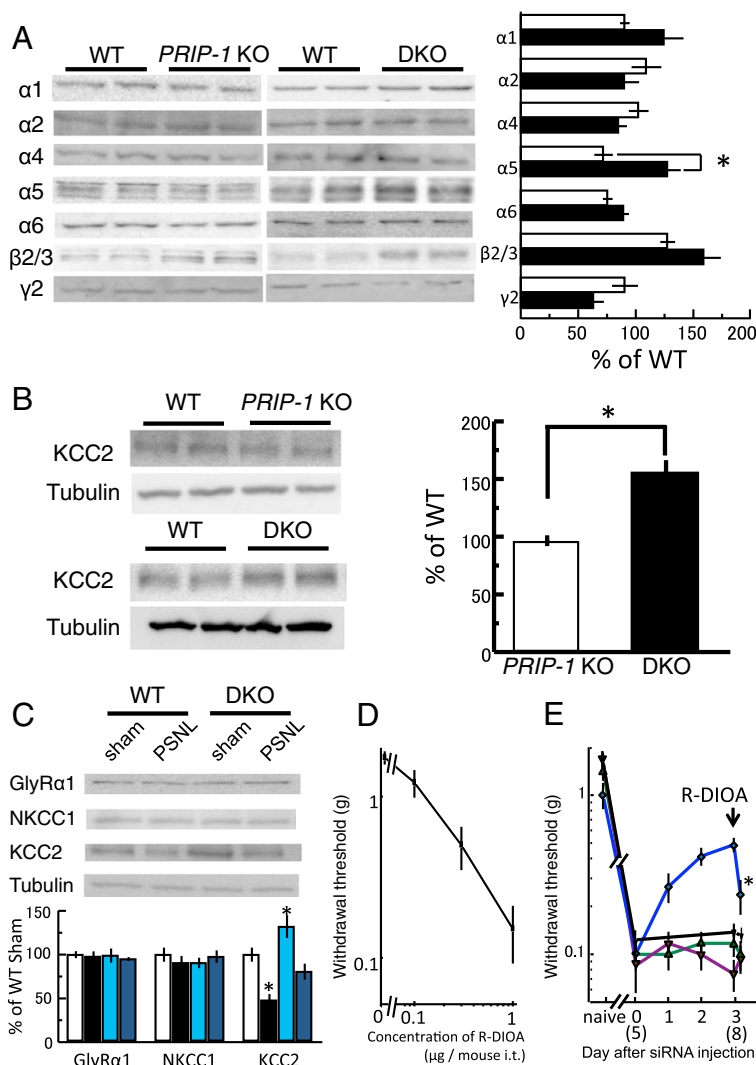 A
WT PRIP-1 KO WT DKO
α1
α2
α4
α5
α6
β2/3
γ2
α1
α2
α4
α5
α6
β2/3
γ2
*
0 50 100 150 200
% of WT
B
WT PRIP-1 KO
KCC2
Tubulin
WT DKO
KCC2
Tubulin
% of WT
200
150
100
50
0
*
PRIP-1 KO DKO
C
WT DKO
sham PSNL sham PSNL
GlyRα1
NKCC1
KCC2
Tubulin
% of WT Sham
150
100
50
0
* *
GlyRα1 NKCC1 KCC2
D
Withdrawal threshold (g)
1
0.1
0 0.1 1
Concentration of R-DIOA
(μg / mouse i.t.)
E
R-DIOA
Withdrawal threshold (g)
1
0.1
*
naive 0 1 2 3
(5) (8)
Day after siRNA injection